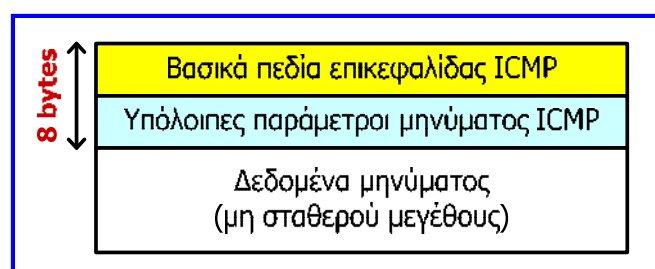 8 bytes
Βασικά πεδία επικεφαλίδας ICMP
Υπόλοιπες παράμετροι μηνύματος ICMP
Δεδομένα μηνύματος
(μη σταθερού μεγέθους)